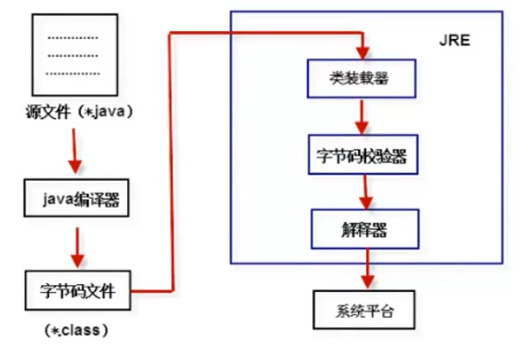 源文件（*.java）
java编译器
字节码文件
(*.class)
JRE
类装载器
字节码校验器
解释器
系统平台